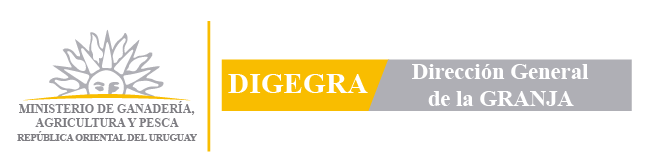 MINISTERIO DE GANADERÍA,
AGRICULTURA Y PESCA
REPÚBLICA ORIENTAL DEL URUGUAY
DIGEGRA
Dirección General
de la GRANJA